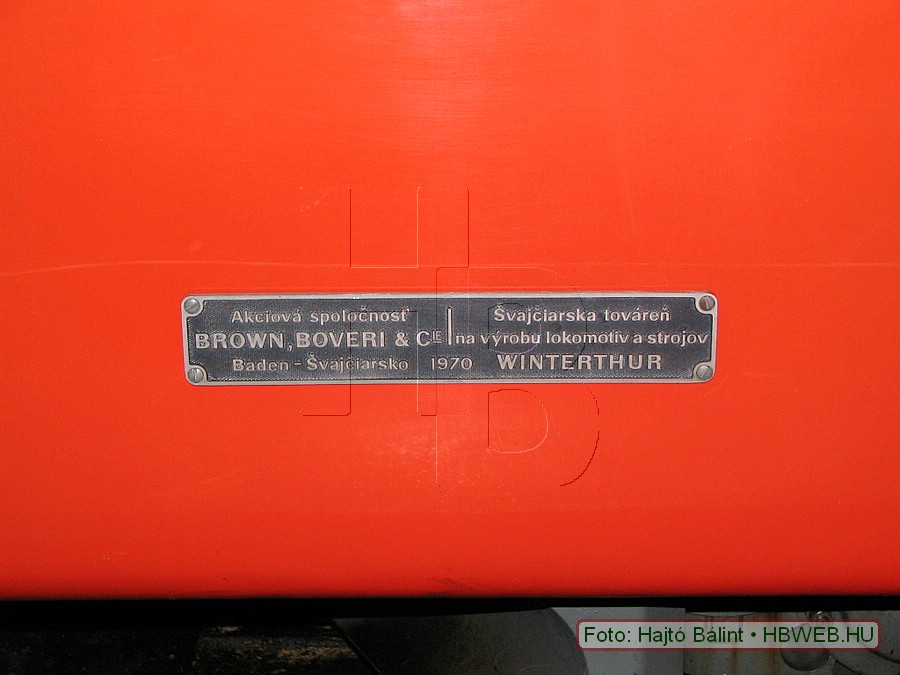 Akciová spoločnosť
BROWN, BOVERI & CIE
Baden - Švajčiarsko 1970
Švajčiarska továreň
na výrobu lokomotív a strojov
WINTERTHUR
HB
Foto: Hajtó Bálint • HBWEB.HU